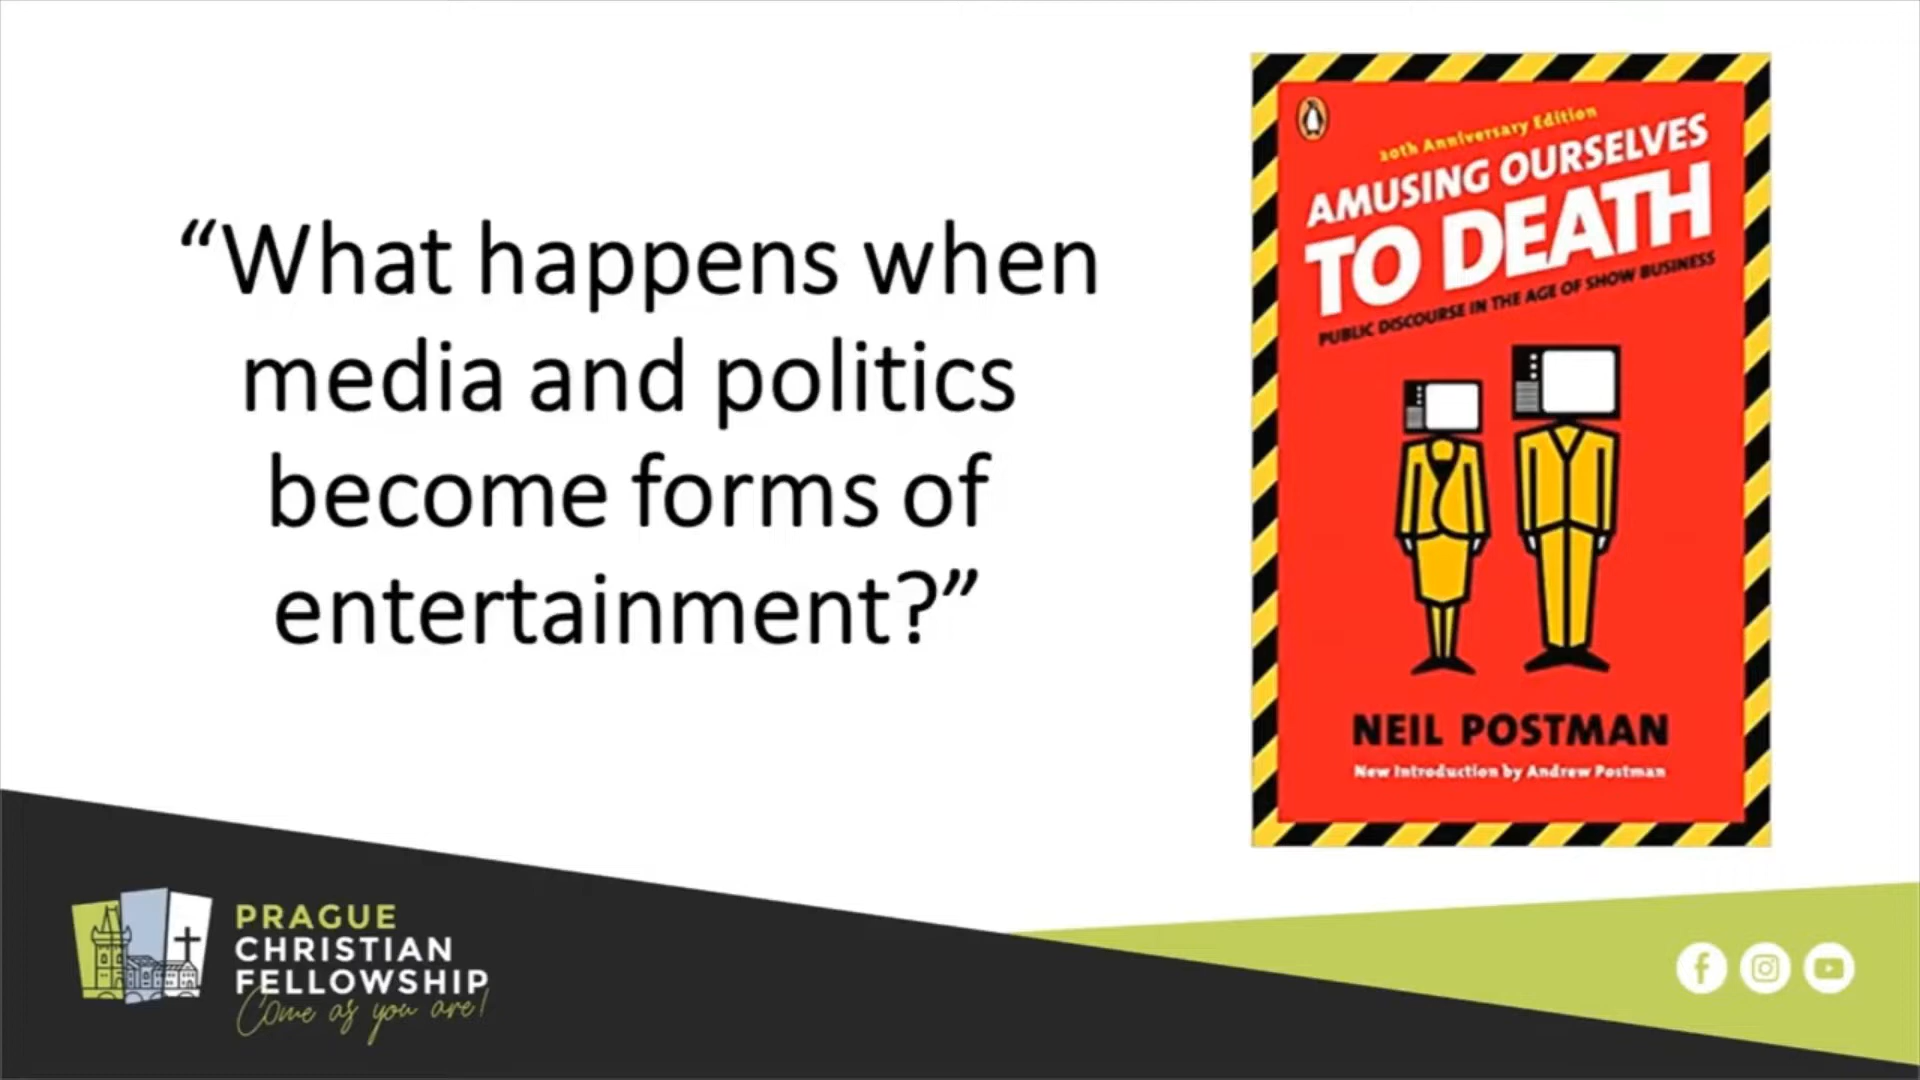 “What happens when
media and politics
become forms of
entertainment?”
20th Anniversary Edition
AMUSING OURSELVES
TO DEATH
PUBLIC DISCOURSE IN THE AGE OF SHOW BUSINESS
NEIL POSTMAN
New Introduction by Andrew Postman
PRAGUE
CHRISTIAN
FELLOWSHIP
Come as you are!